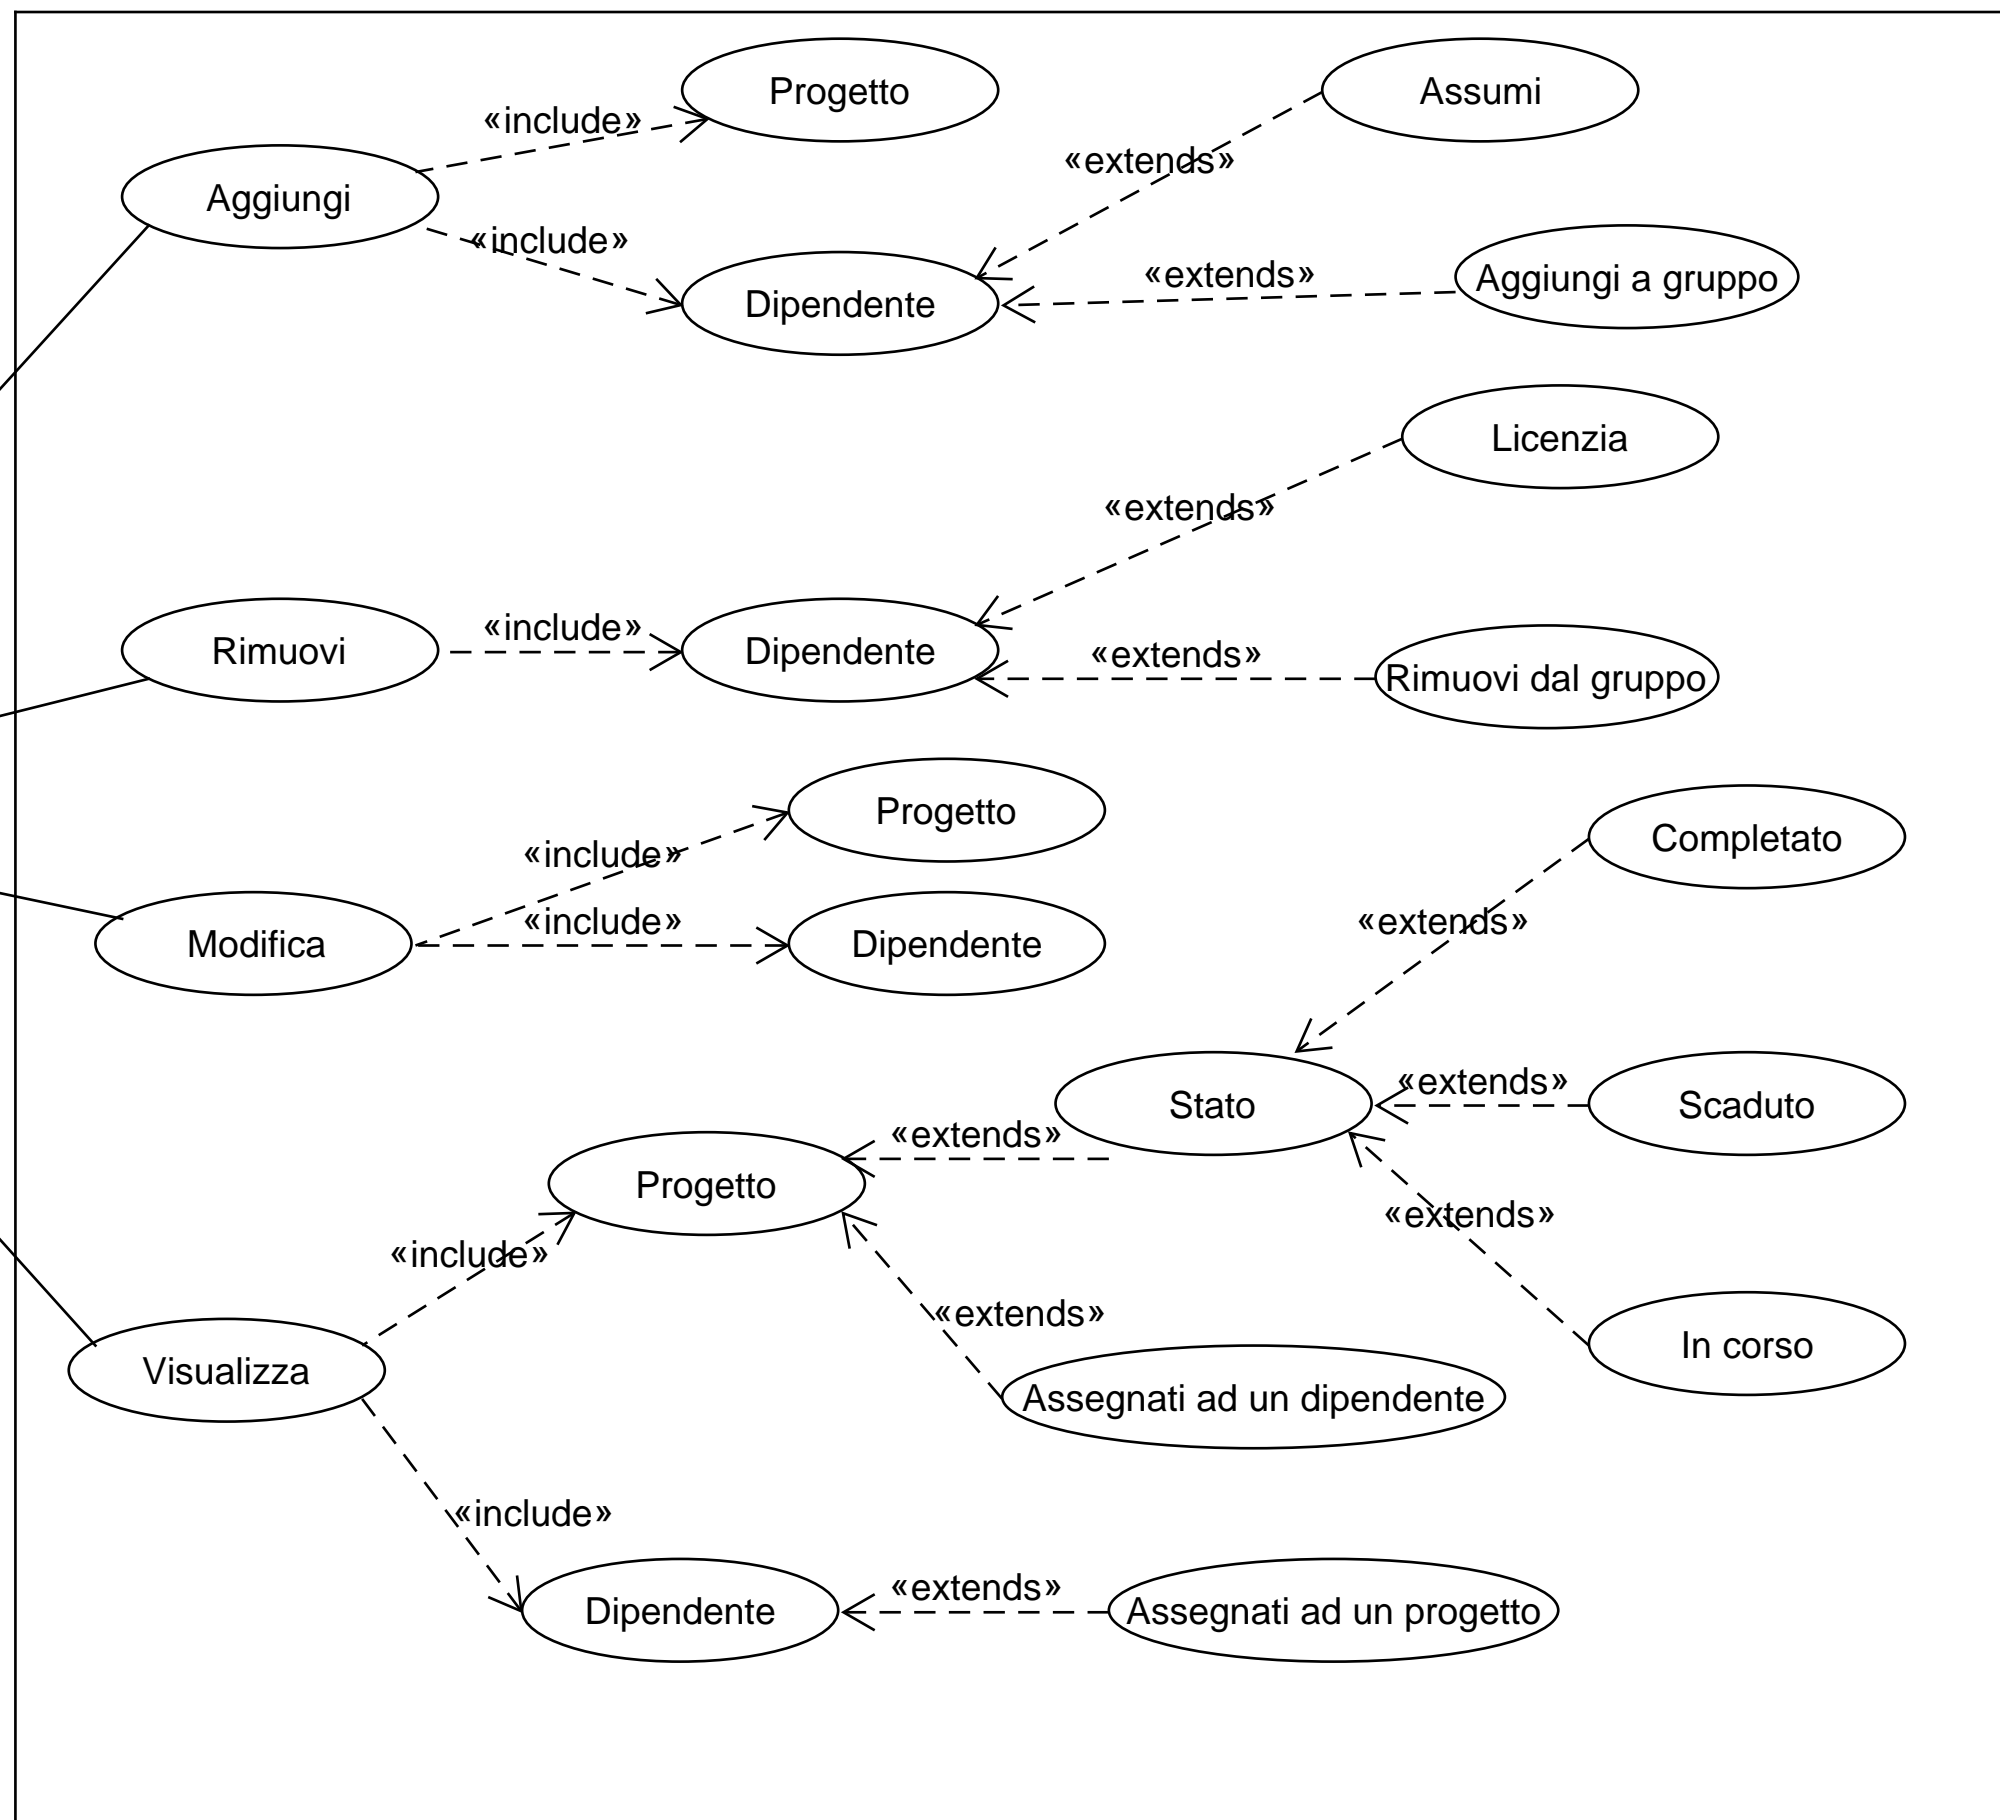 Progetto
Assumi
«include»
«extends»
Aggiungi
«include»
«extends»
Aggiungi a gruppo
Dipendente
Licenzia
«extends»
Rimuovi
«include»
Dipendente
«extends»
Rimuovi dal gruppo
Progetto
Completato
«include»
«include»
«extends»
Modifica
Dipendente
«extends»
Stato
Scaduto
«extends»
Progetto
«extends»
«include»
«extends»
In corso
Visualizza
Assegnati ad un dipendente
«include»
«extends»
Dipendente
Assegnati ad un progetto